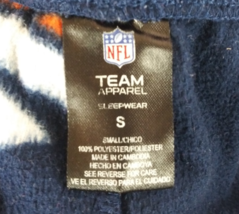 NFL
TEAM
APPAREL
SLEEPWEAR
S
SMALL/CHICO
100% POLYESTER/POLIESTER
MADE IN CAMBODIA
HECHO EN CAMBOYA
SEE REVERSE FOR CARE
VE EL REVERSO PARA EL CUIDADO